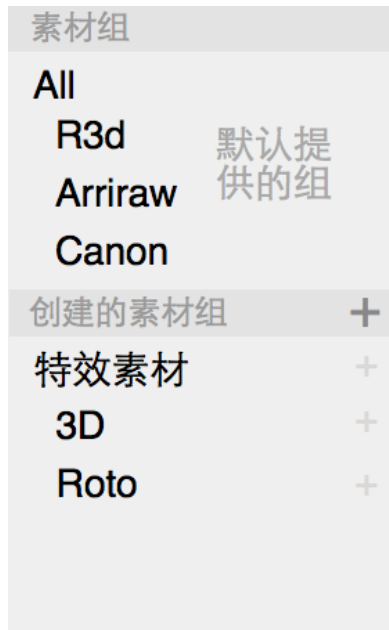 素材组
All
R3d
默认提
Arriraw
供的组
Canon
创建的素材组 +
特效素材 +
3D +
Roto +